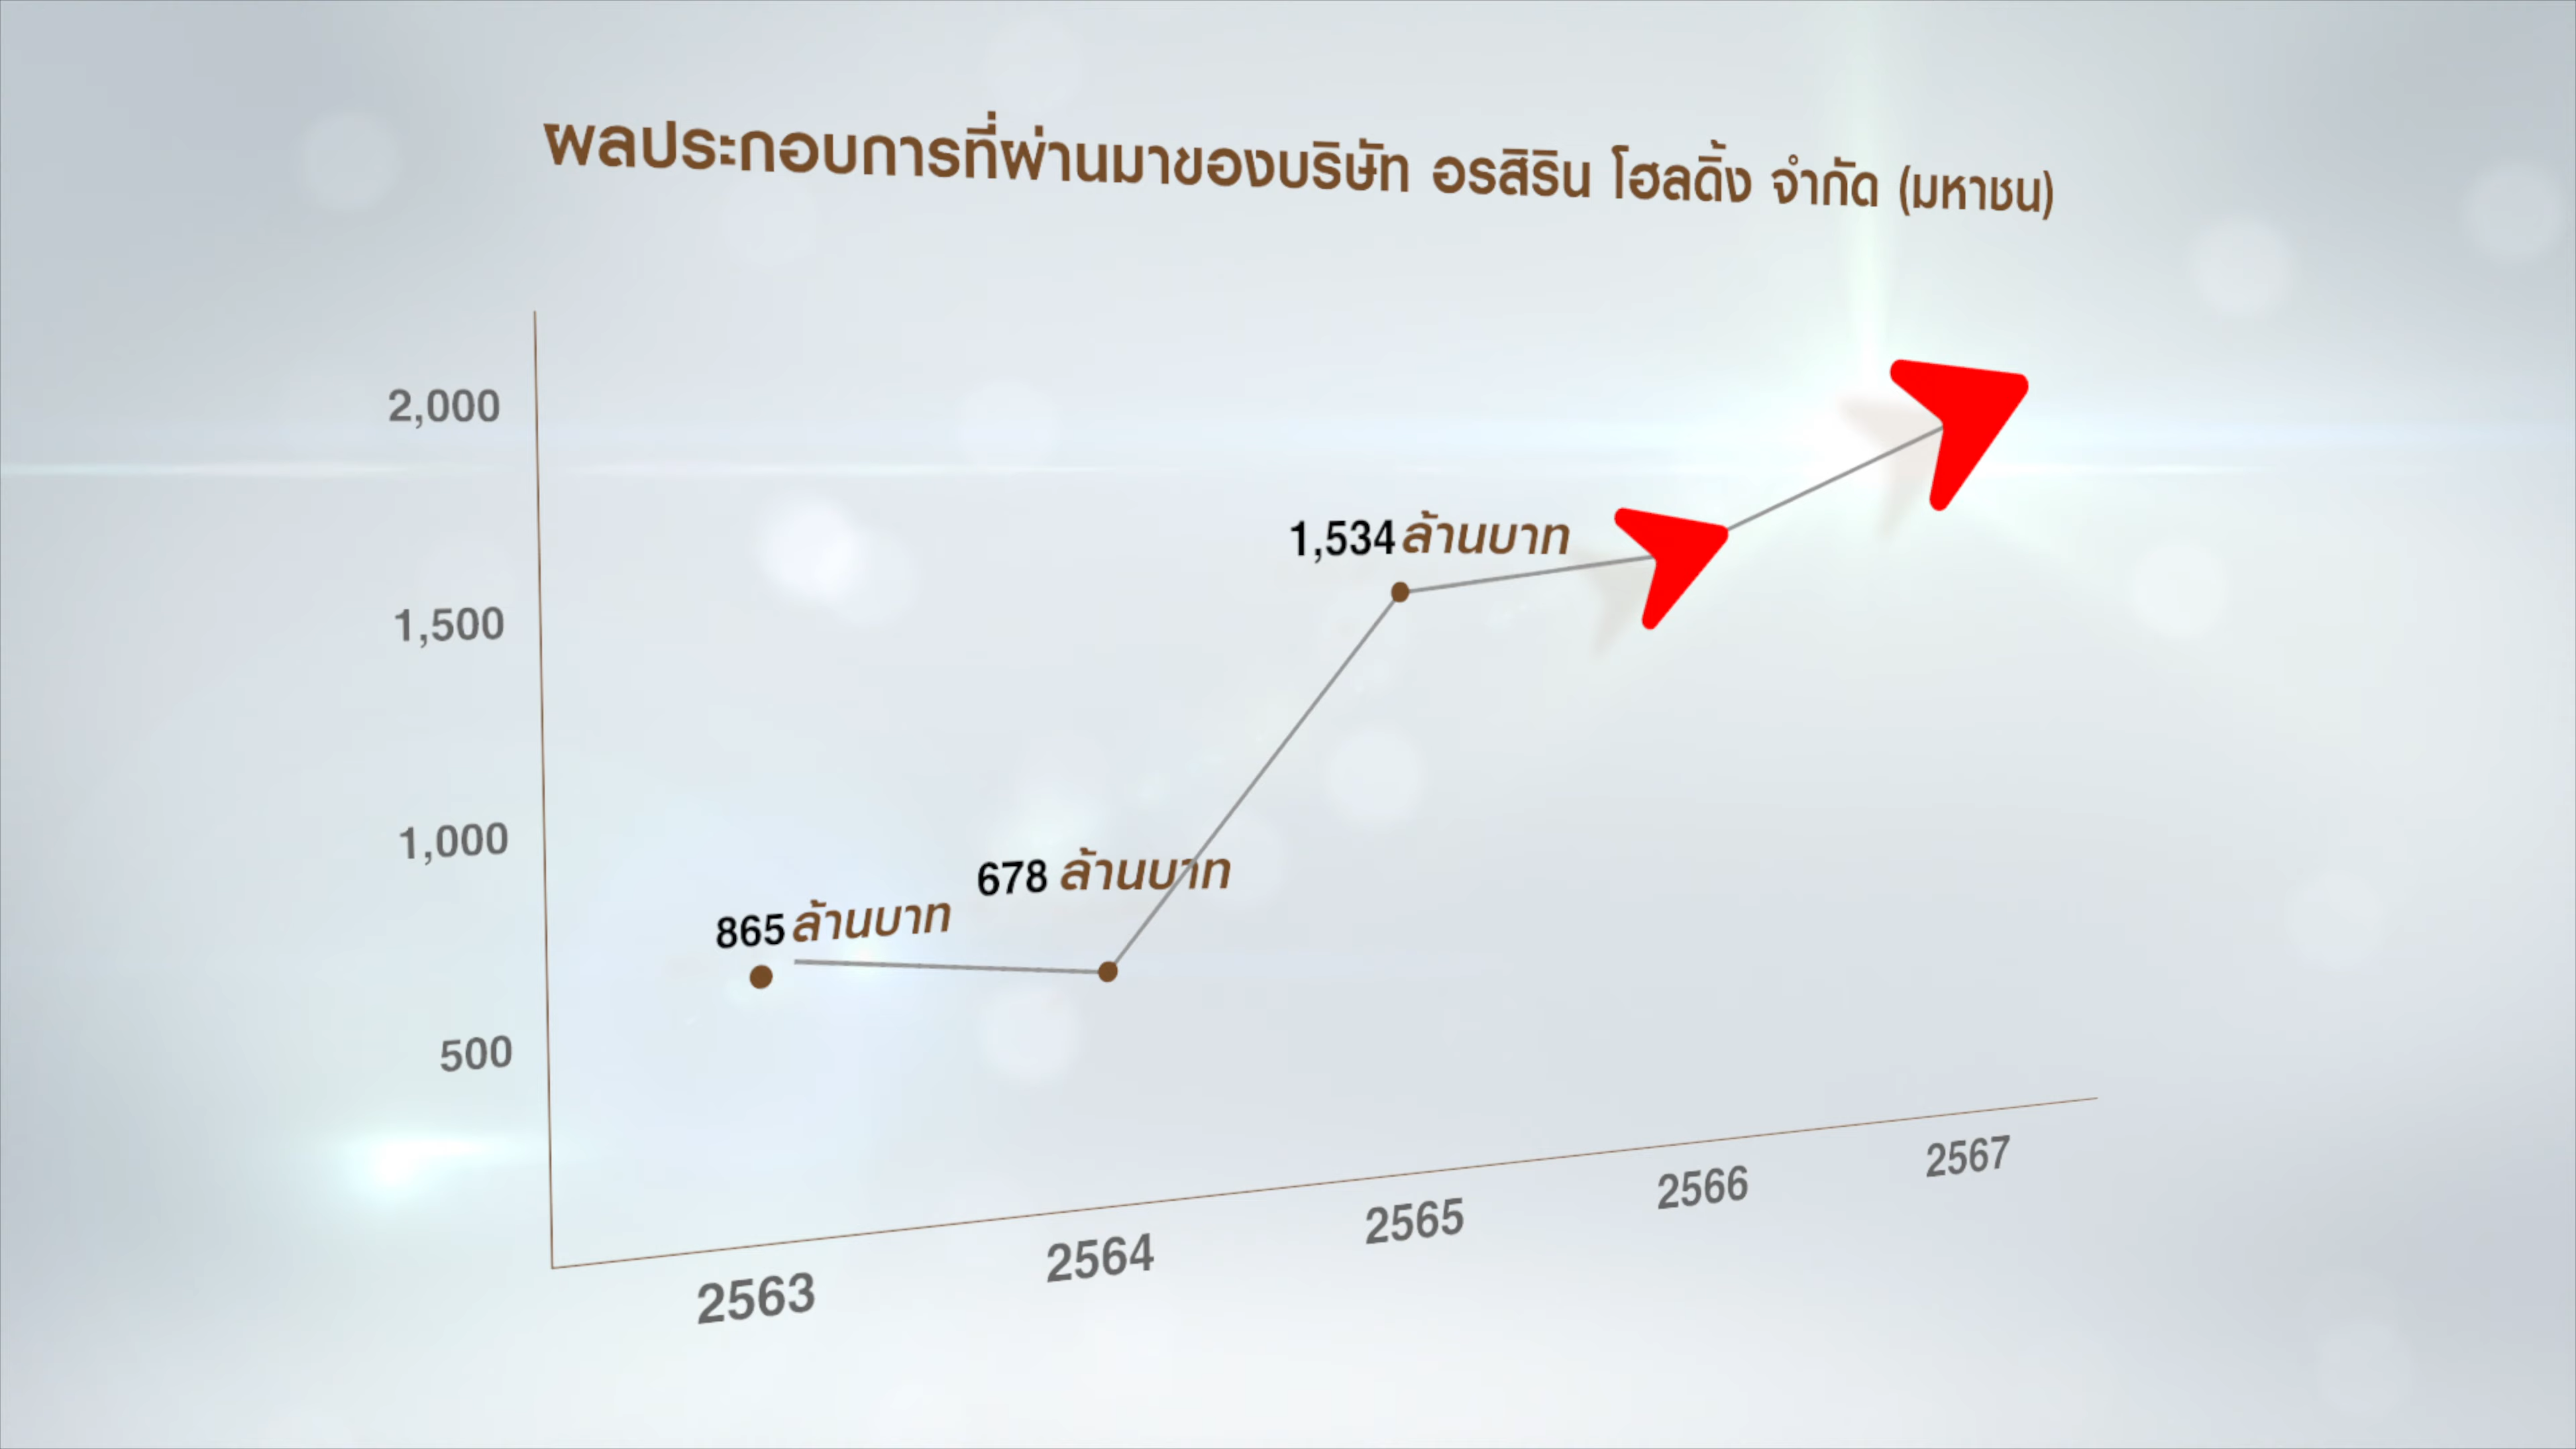 ผลประกอบการที่ผ่านมาของบริษัท อรสิริน โฮลดิ้ง จำกัด (มหาชน)
2,000
1,500
1,000
500
1,534 ล้านบาท
678 ล้านบาท
865 ล้านบาท
2563
2564
2565
2566
2567